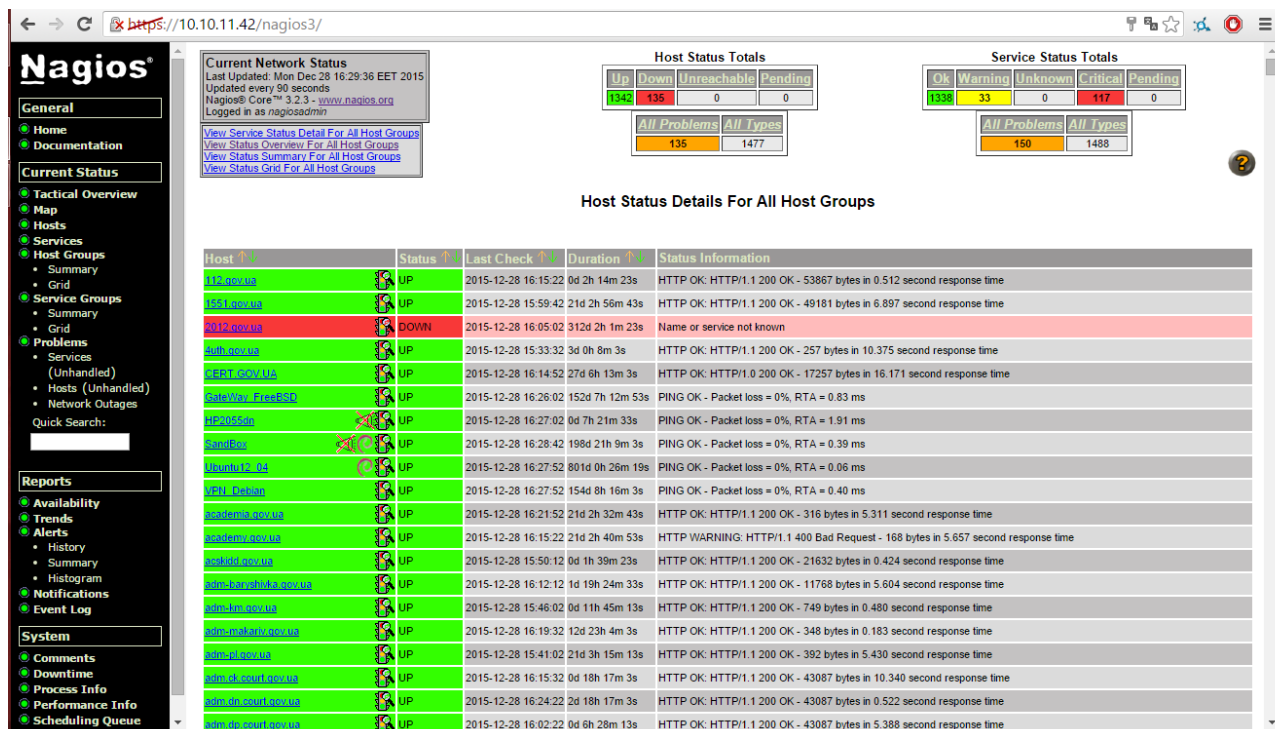 https://10.10.11.42/nagios3/
Nagios®
General
Home
Documentation
Current Status
Tactical Overview
Map
Hosts
Services
Host Groups
• Summary
• Grid
Service Groups
• Summary
• Grid
Problems
• Services
(Unhandled)
• Hosts (Unhandled)
• Network Outages
Quick Search:
Reports
Availability
Trends
Alerts
• History
• Summary
• Histogram
Notifications
Event Log
System
Comments
Downtime
Process Info
Performance Info
Scheduling Queue
Current Network Status
Last Updated: Mon Dec 28 16:29:36 EET 2015
Updated every 90 seconds
Nagios® Core™ 3.2.3 - www.nagios.org
Logged in as nagiosadmin
View Service Status Detail For All Host Groups
View Status Overview For All Host Groups
View Status Summary For All Host Groups
View Status Grid For All Host Groups
Host Status Totals
Up Down Unreachable Pending
1342 135 0 0
All Problems All Types
135 1477
Service Status Totals
Ok Warning Unknown Critical Pending
1338 33 0 117 0
All Problems All Types
150 1488
?
Host Status Details For All Host Groups
Host Status Last Check Duration Status Information
112.gov.ua UP 2015-12-28 16:15:22 0d 2h 14m 23s HTTP OK: HTTP/1.1 200 OK - 53867 bytes in 0.512 second response time
1551.gov.ua UP 2015-12-28 15:59:42 21d 2h 56m 43s HTTP OK: HTTP/1.1 200 OK - 49181 bytes in 6.897 second response time
2012.gov.ua DOWN 2015-12-28 16:05:02 312d 2h 1m 23s Name or service not known
4uth.gov.ua UP 2015-12-28 15:33:32 3d 0h 8m 3s HTTP OK: HTTP/1.1 200 OK - 257 bytes in 10.375 second response time
CERT.GOV.UA UP 2015-12-28 16:14:52 27d 6h 13m 3s HTTP OK: HTTP/1.0 200 OK - 17257 bytes in 16.171 second response time
GateWay_FreeBSD UP 2015-12-28 16:26:02 152d 7h 12m 53s PING OK - Packet loss = 0%, RTA = 0.83 ms
HP2055dn UP 2015-12-28 16:27:02 0d 7h 21m 33s PING OK - Packet loss = 0%, RTA = 1.91 ms
SandBox UP 2015-12-28 16:28:42 198d 21h 9m 3s PING OK - Packet loss = 0%, RTA = 0.39 ms
Ubuntu12_04 UP 2015-12-28 16:27:52 801d 0h 26m 19s PING OK - Packet loss = 0%, RTA = 0.06 ms
VPN_Debian UP 2015-12-28 16:27:52 154d 8h 16m 3s PING OK - Packet loss = 0%, RTA = 0.40 ms
academia.gov.ua UP 2015-12-28 16:21:52 21d 2h 32m 43s HTTP OK: HTTP/1.1 200 OK - 316 bytes in 5.311 second response time
academy.gov.ua UP 2015-12-28 16:15:22 21d 2h 40m 53s HTTP WARNING: HTTP/1.1 400 Bad Request - 168 bytes in 5.657 second response time
acskidd.gov.ua UP 2015-12-28 15:50:12 0d 1h 39m 23s HTTP OK: HTTP/1.1 200 OK - 21632 bytes in 0.424 second response time
adm-baryshivka.gov.ua UP 2015-12-28 16:12:12 1d 19h 24m 33s HTTP OK: HTTP/1.1 200 OK - 11768 bytes in 5.604 second response time
adm-km.gov.ua UP 2015-12-28 15:46:02 0d 11h 45m 13s HTTP OK: HTTP/1.1 200 OK - 749 bytes in 0.480 second response time
adm-makariv.gov.ua UP 2015-12-28 16:19:32 12d 23h 4m 3s HTTP OK: HTTP/1.1 200 OK - 348 bytes in 0.183 second response time
adm-pl.gov.ua UP 2015-12-28 15:41:02 21d 3h 15m 13s HTTP OK: HTTP/1.1 200 OK - 392 bytes in 5.430 second response time
adm.ck.court.gov.ua UP 2015-12-28 16:15:32 0d 18h 17m 3s HTTP OK: HTTP/1.1 200 OK - 43087 bytes in 10.340 second response time
adm.dn.court.gov.ua UP 2015-12-28 16:24:22 2d 18h 17m 3s HTTP OK: HTTP/1.1 200 OK - 43087 bytes in 0.522 second response time
adm.dp.court.gov.ua UP 2015-12-28 16:02:22 0d 6h 28m 13s HTTP OK: HTTP/1.1 200 OK - 43087 bytes in 5.388 second response time